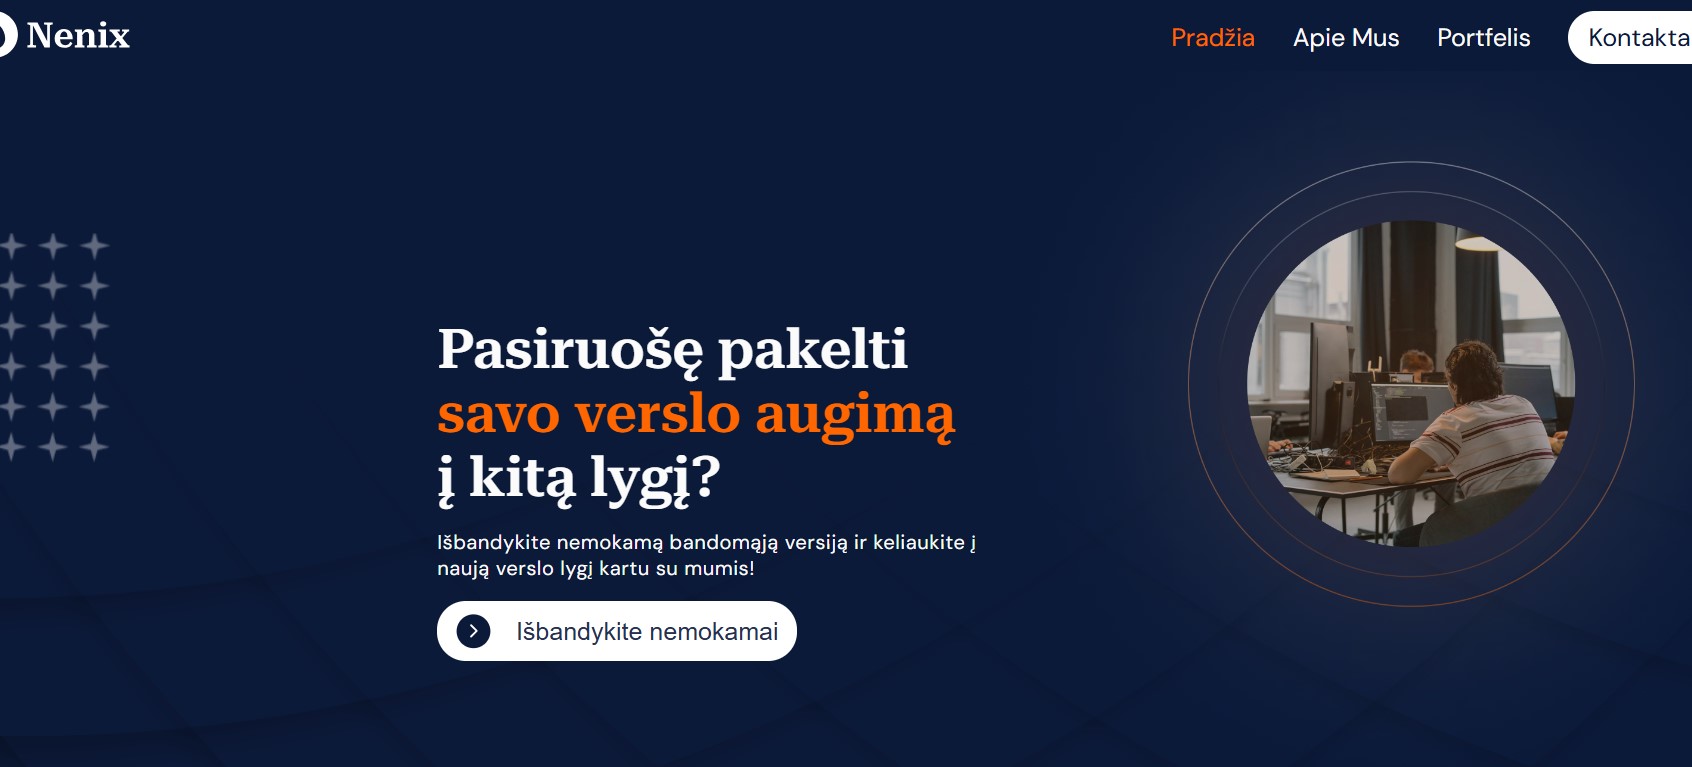 Nenix
Pradžia Apie Mus Portfelis Kontakta
Pasiruošę pakelti
savo verslo augimą
į kitą lygį?
Išbandykite nemokamą bandomąją versiją ir keliaukite į
naują verslo lygį kartu su mumis!
Išbandykite nemokamai